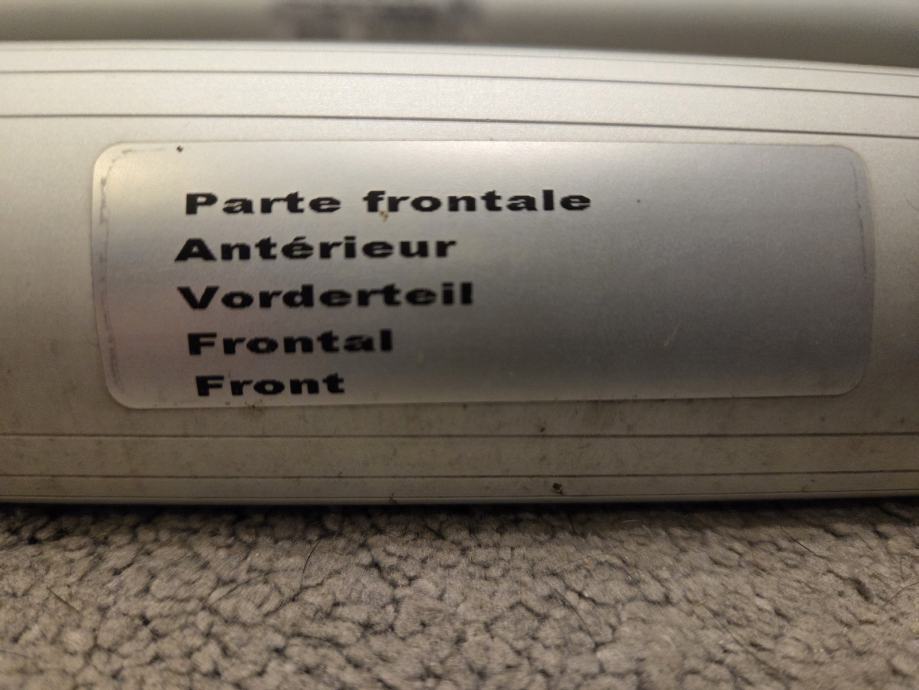 Parte frontale
Antérieur
Vorderteil
Frontal
Front